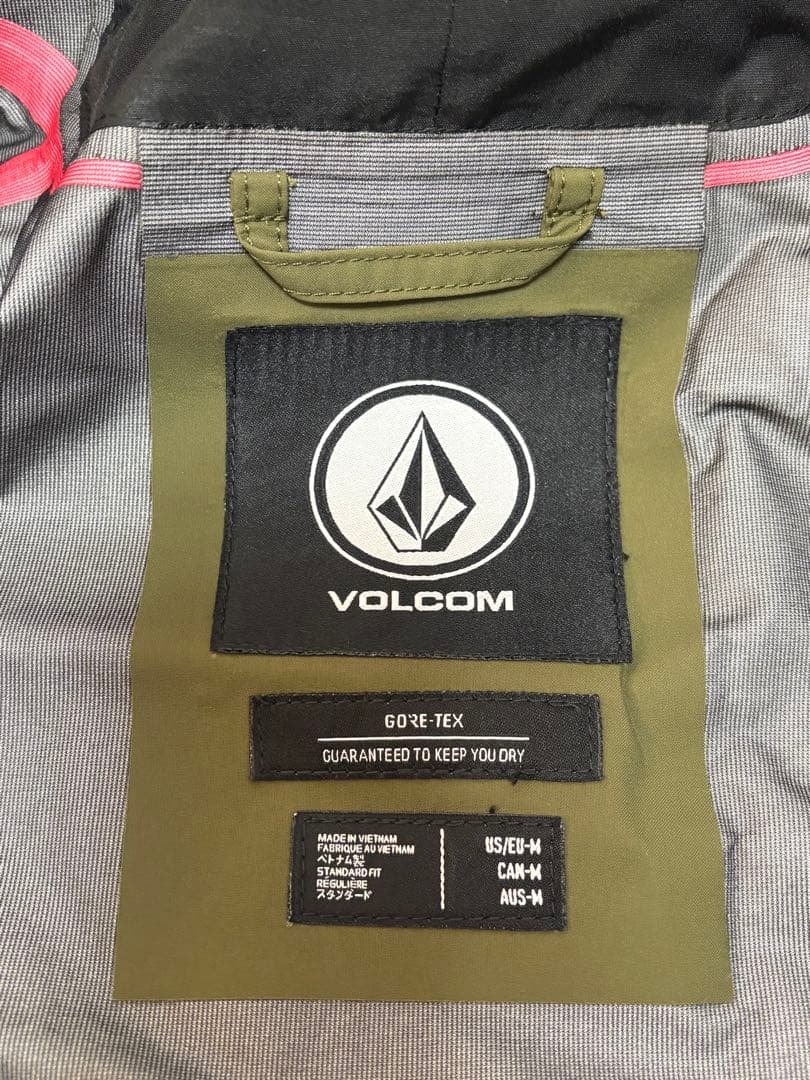 VOLCOM
GORE-TEX
GUARANTEED TO KEEP YOU DRY
MADE IN VIETNAM
FABRIQUE AU VIETNAM
ベトナム製
STANDARD FIT
RÉGULIÈRE
スタンダード
US/EU-M
CAN-M
AUS-M